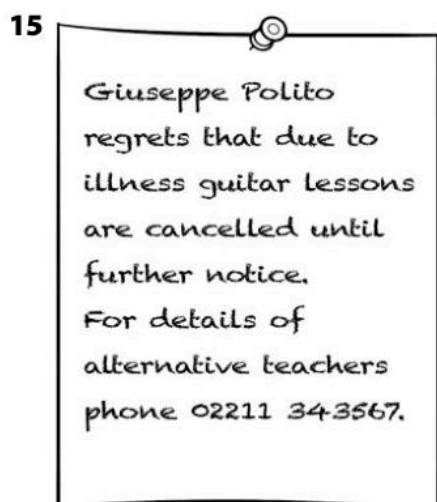 15
Giuseppe Polito
regrets that due to
illness guitar lessons
are cancelled until
further notice.
For details of
alternative teachers
phone 02211 343567.